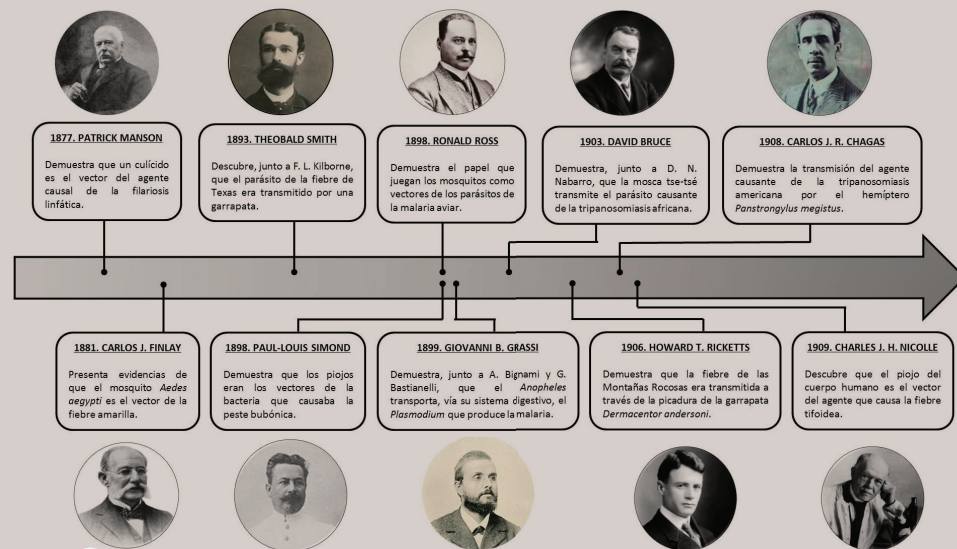 1877. PATRICK MANSON
Demuestra que un culícido
es el vector del agente
causal de la filariosis
linfática.
1893. THEOBALD SMITH
Descubre, junto a F. L. Kilborne,
que el parásito de la fiebre de
Texas era transmitido por una
garrapata.
1898. RONALD ROSS
Demuestra el papel que
juegan los mosquitos como
vectores de los parásitos de
la malaria aviar.
1903. DAVID BRUCE
Demuestra, junto a D. N.
Nabarro, que la mosca tse-tsé
transmite el parásito causante
de la tripanosomiasis africana.
1908. CARLOS J. R. CHAGAS
Demuestra la transmisión del agente
causante de la tripanosomiasis
americana por el hemíptero
Panstrongylus megistus.
1881. CARLOS J. FINLAY
Presenta evidencias de
que el mosquito Aedes
aegypti es el vector de la
fiebre amarilla.
1898. PAUL-LOUIS SIMOND
Demuestra que los piojos
eran los vectores de la
bacteria que causaba la
peste bubónica.
1899. GIOVANNI B. GRASSI
Demuestra, junto a A. Bignami y G.
Bastianelli, que el Anopheles
transporta, vía su sistema digestivo, el
Plasmodium que produce la malaria.
1906. HOWARD T. RICKETTS
Demuestra que la fiebre de las
Montañas Rocosas era transmitida a
través de la picadura de la garrapata
Dermacentor andersoni.
1909. CHARLES J. H. NICOLLE
Descubre que el piojo del
cuerpo humano es el vector
del agente que causa la fiebre
tifoidea.